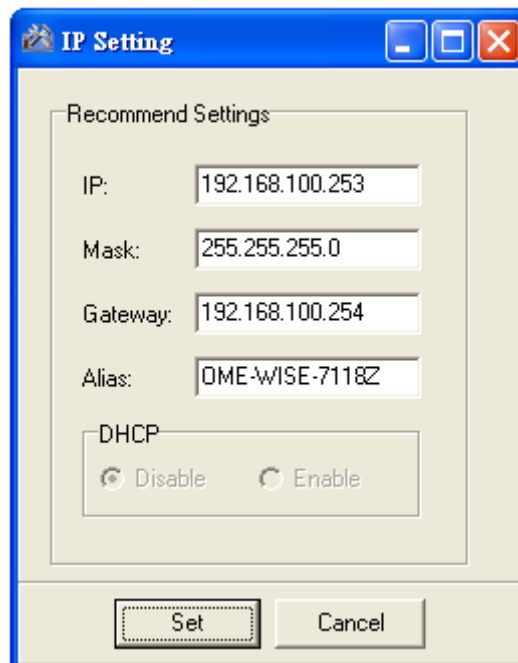 IP Setting
Recommend Settings
IP: 192.168.100.253
Mask: 255.255.255.0
Gateway: 192.168.100.254
Alias: OME-WISE-7118Z
DHCP
Disable Enable
Set Cancel